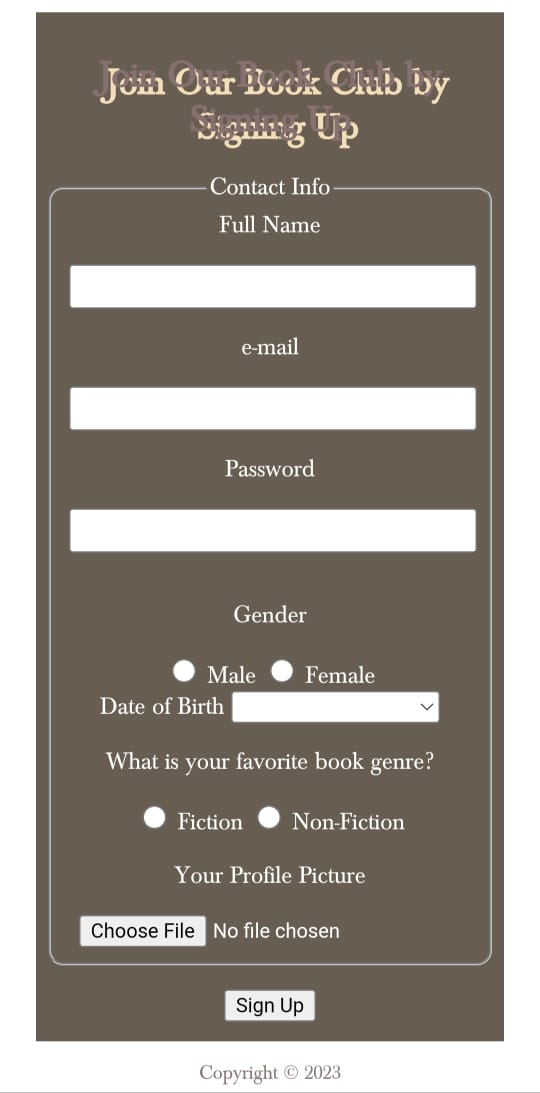 Join Our Book Club by
Signing Up
Contact Info
Full Name
e-mail
Password
Gender
Male Female
Date of Birth
What is your favorite book genre?
Fiction Non-Fiction
Your Profile Picture
Choose File No file chosen
Sign Up
Copyright © 2023